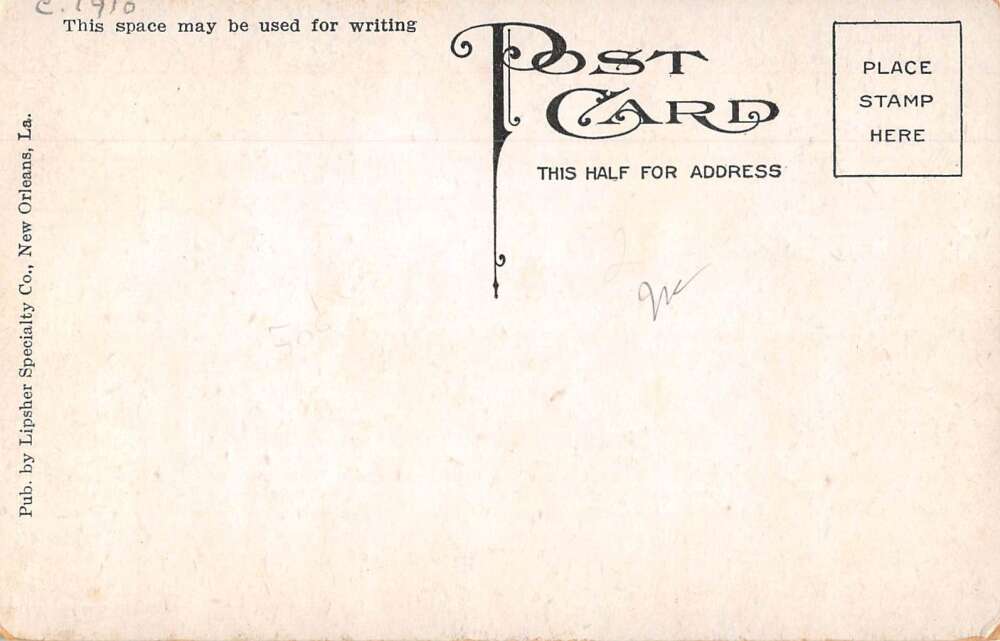 c. 1910
This space may be used for writing
POST
CARD
THIS HALF FOR ADDRESS
PLACE
STAMP
HERE
Pub. by Lipsher Specialty Co., New Orleans, La.